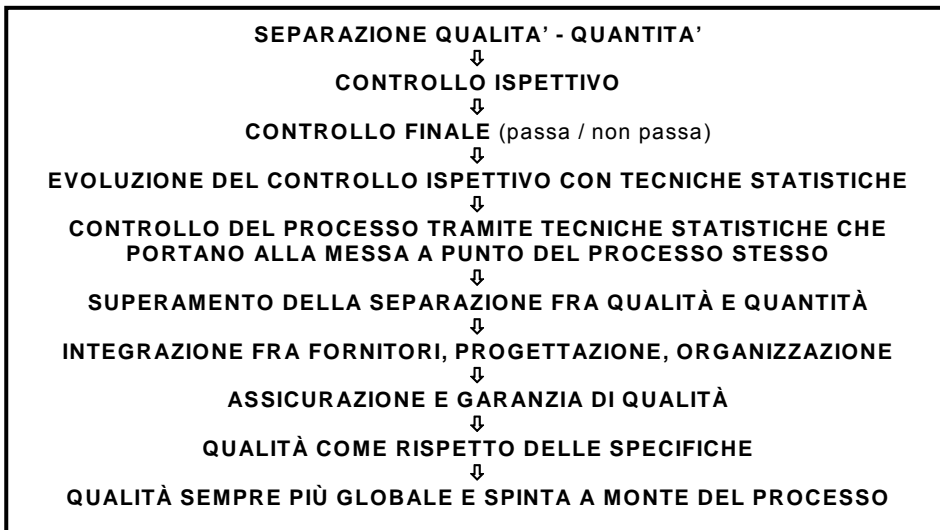 SEPARAZIONE QUALITA' - QUANTITA'
⇩
CONTROLLO ISPETTIVO
⇩
CONTROLLO FINALE (passa / non passa)
⇩
EVOLUZIONE DEL CONTROLLO ISPETTIVO CON TECNICHE STATISTICHE
⇩
CONTROLLO DEL PROCESSO TRAMITE TECNICHE STATISTICHE CHE
PORTANO ALLA MESSA A PUNTO DEL PROCESSO STESSO
⇩
SUPERAMENTO DELLA SEPARAZIONE FRA QUALITÀ E QUANTITÀ
⇩
INTEGRAZIONE FRA FORNITORI, PROGETTAZIONE, ORGANIZZAZIONE
⇩
ASSICURAZIONE E GARANZIA DI QUALITÀ
⇩
QUALITÀ COME RISPETTO DELLE SPECIFICHE
⇩
QUALITÀ SEMPRE PIÙ GLOBALE E SPINTA A MONTE DEL PROCESSO